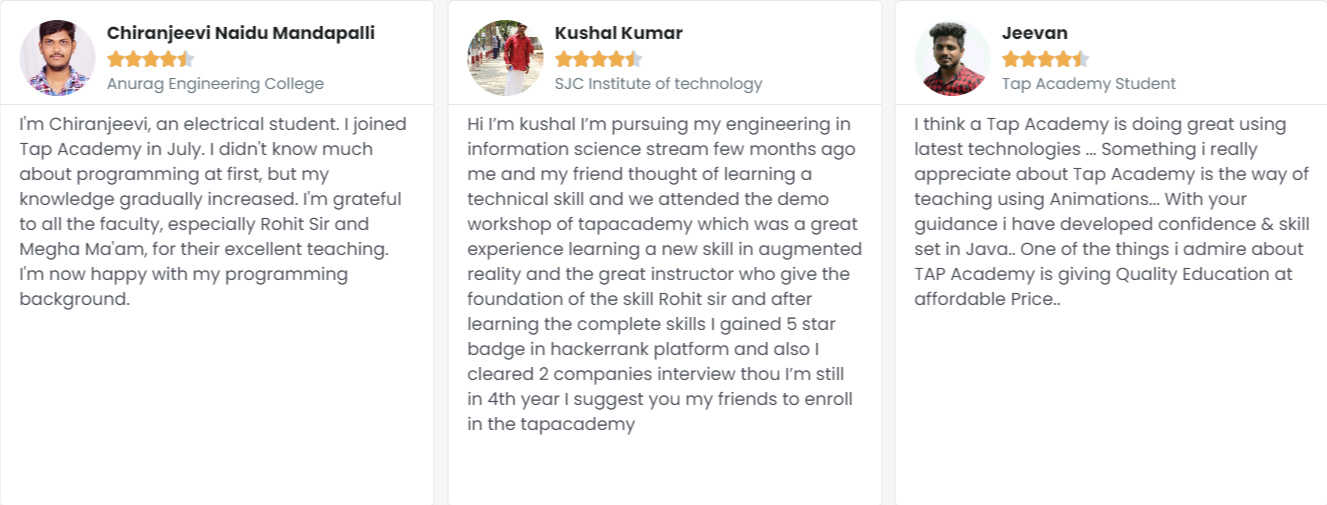 Chiranjeevi Naidu Mandapalli
Anurag Engineering College
I'm Chiranjeevi, an electrical student. I joined
Tap Academy in July. I didn't know much
about programming at first, but my
knowledge gradually increased. I'm grateful
to all the faculty, especially Rohit Sir and
Megha Ma'am, for their excellent teaching.
I'm now happy with my programming
background.
Kushal Kumar
SJC Institute of technology
Hi I’m kushal I’m pursuing my engineering in
information science stream few months ago
me and my friend thought of learning a
technical skill and we attended the demo
workshop of tapacademy which was a great
experience learning a new skill in augmented
reality and the great instructor who give the
foundation of the skill Rohit sir and after
learning the complete skills I gained 5 star
badge in hackerrank platform and also I
cleared 2 companies interview thou I’m still
in 4th year I suggest you my friends to enroll
in the tapacademy
Jeevan
Tap Academy Student
I think a Tap Academy is doing great using
latest technologies ... Something i really
appreciate about Tap Academy is the way of
teaching using Animations... With your
guidance i have developed confidence & skill
set in Java.. One of the things i admire about
TAP Academy is giving Quality Education at
affordable Price..